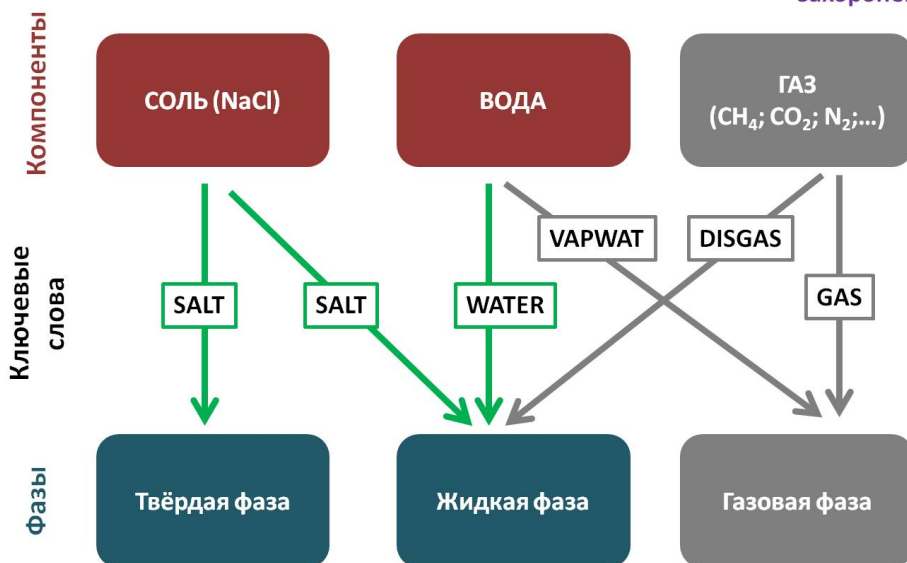 Компоненты
СОЛЬ (NaCl)
ВОДА
ГАЗ
(CH₄; CO₂; N₂;...)
Ключевые
слова
VAPWAT
DISGAS
SALT
SALT
WATER
GAS
Фазы
Твёрдая фаза
Жидкая фаза
Газовая фаза